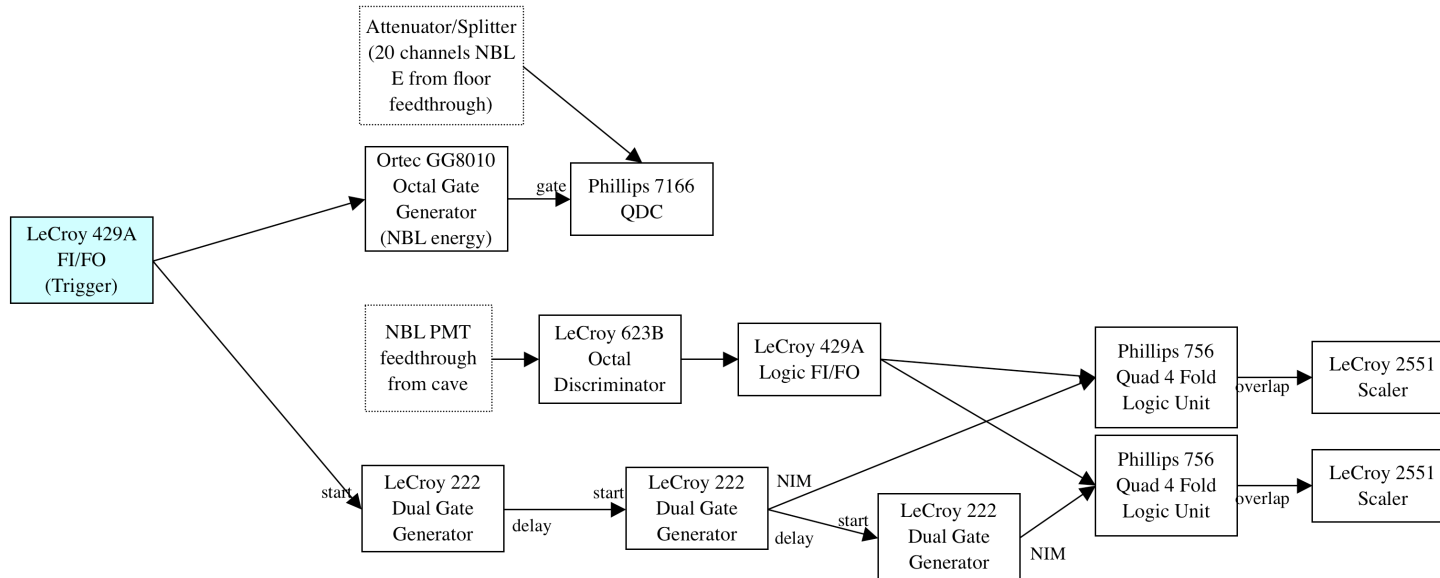 Attenuator/Splitter
(20 channels NBL
E from floor
feedthrough)
Ortec GG8010
Octal Gate
Generator
(NBL energy)
gate
Phillips 7166
QDC
LeCroy 429A
FI/FO
(Trigger)
NBL PMT
feedthrough
from cave
LeCroy 623B
Octal
Discriminator
LeCroy 429A
Logic FI/FO
Phillips 756
Quad 4 Fold
Logic Unit
overlap
LeCroy 2551
Scaler
Phillips 756
Quad 4 Fold
Logic Unit
overlap
LeCroy 2551
Scaler
start
LeCroy 222
Dual Gate
Generator
delay
start
LeCroy 222
Dual Gate
Generator
NIM
delay
start
LeCroy 222
Dual Gate
Generator
NIM